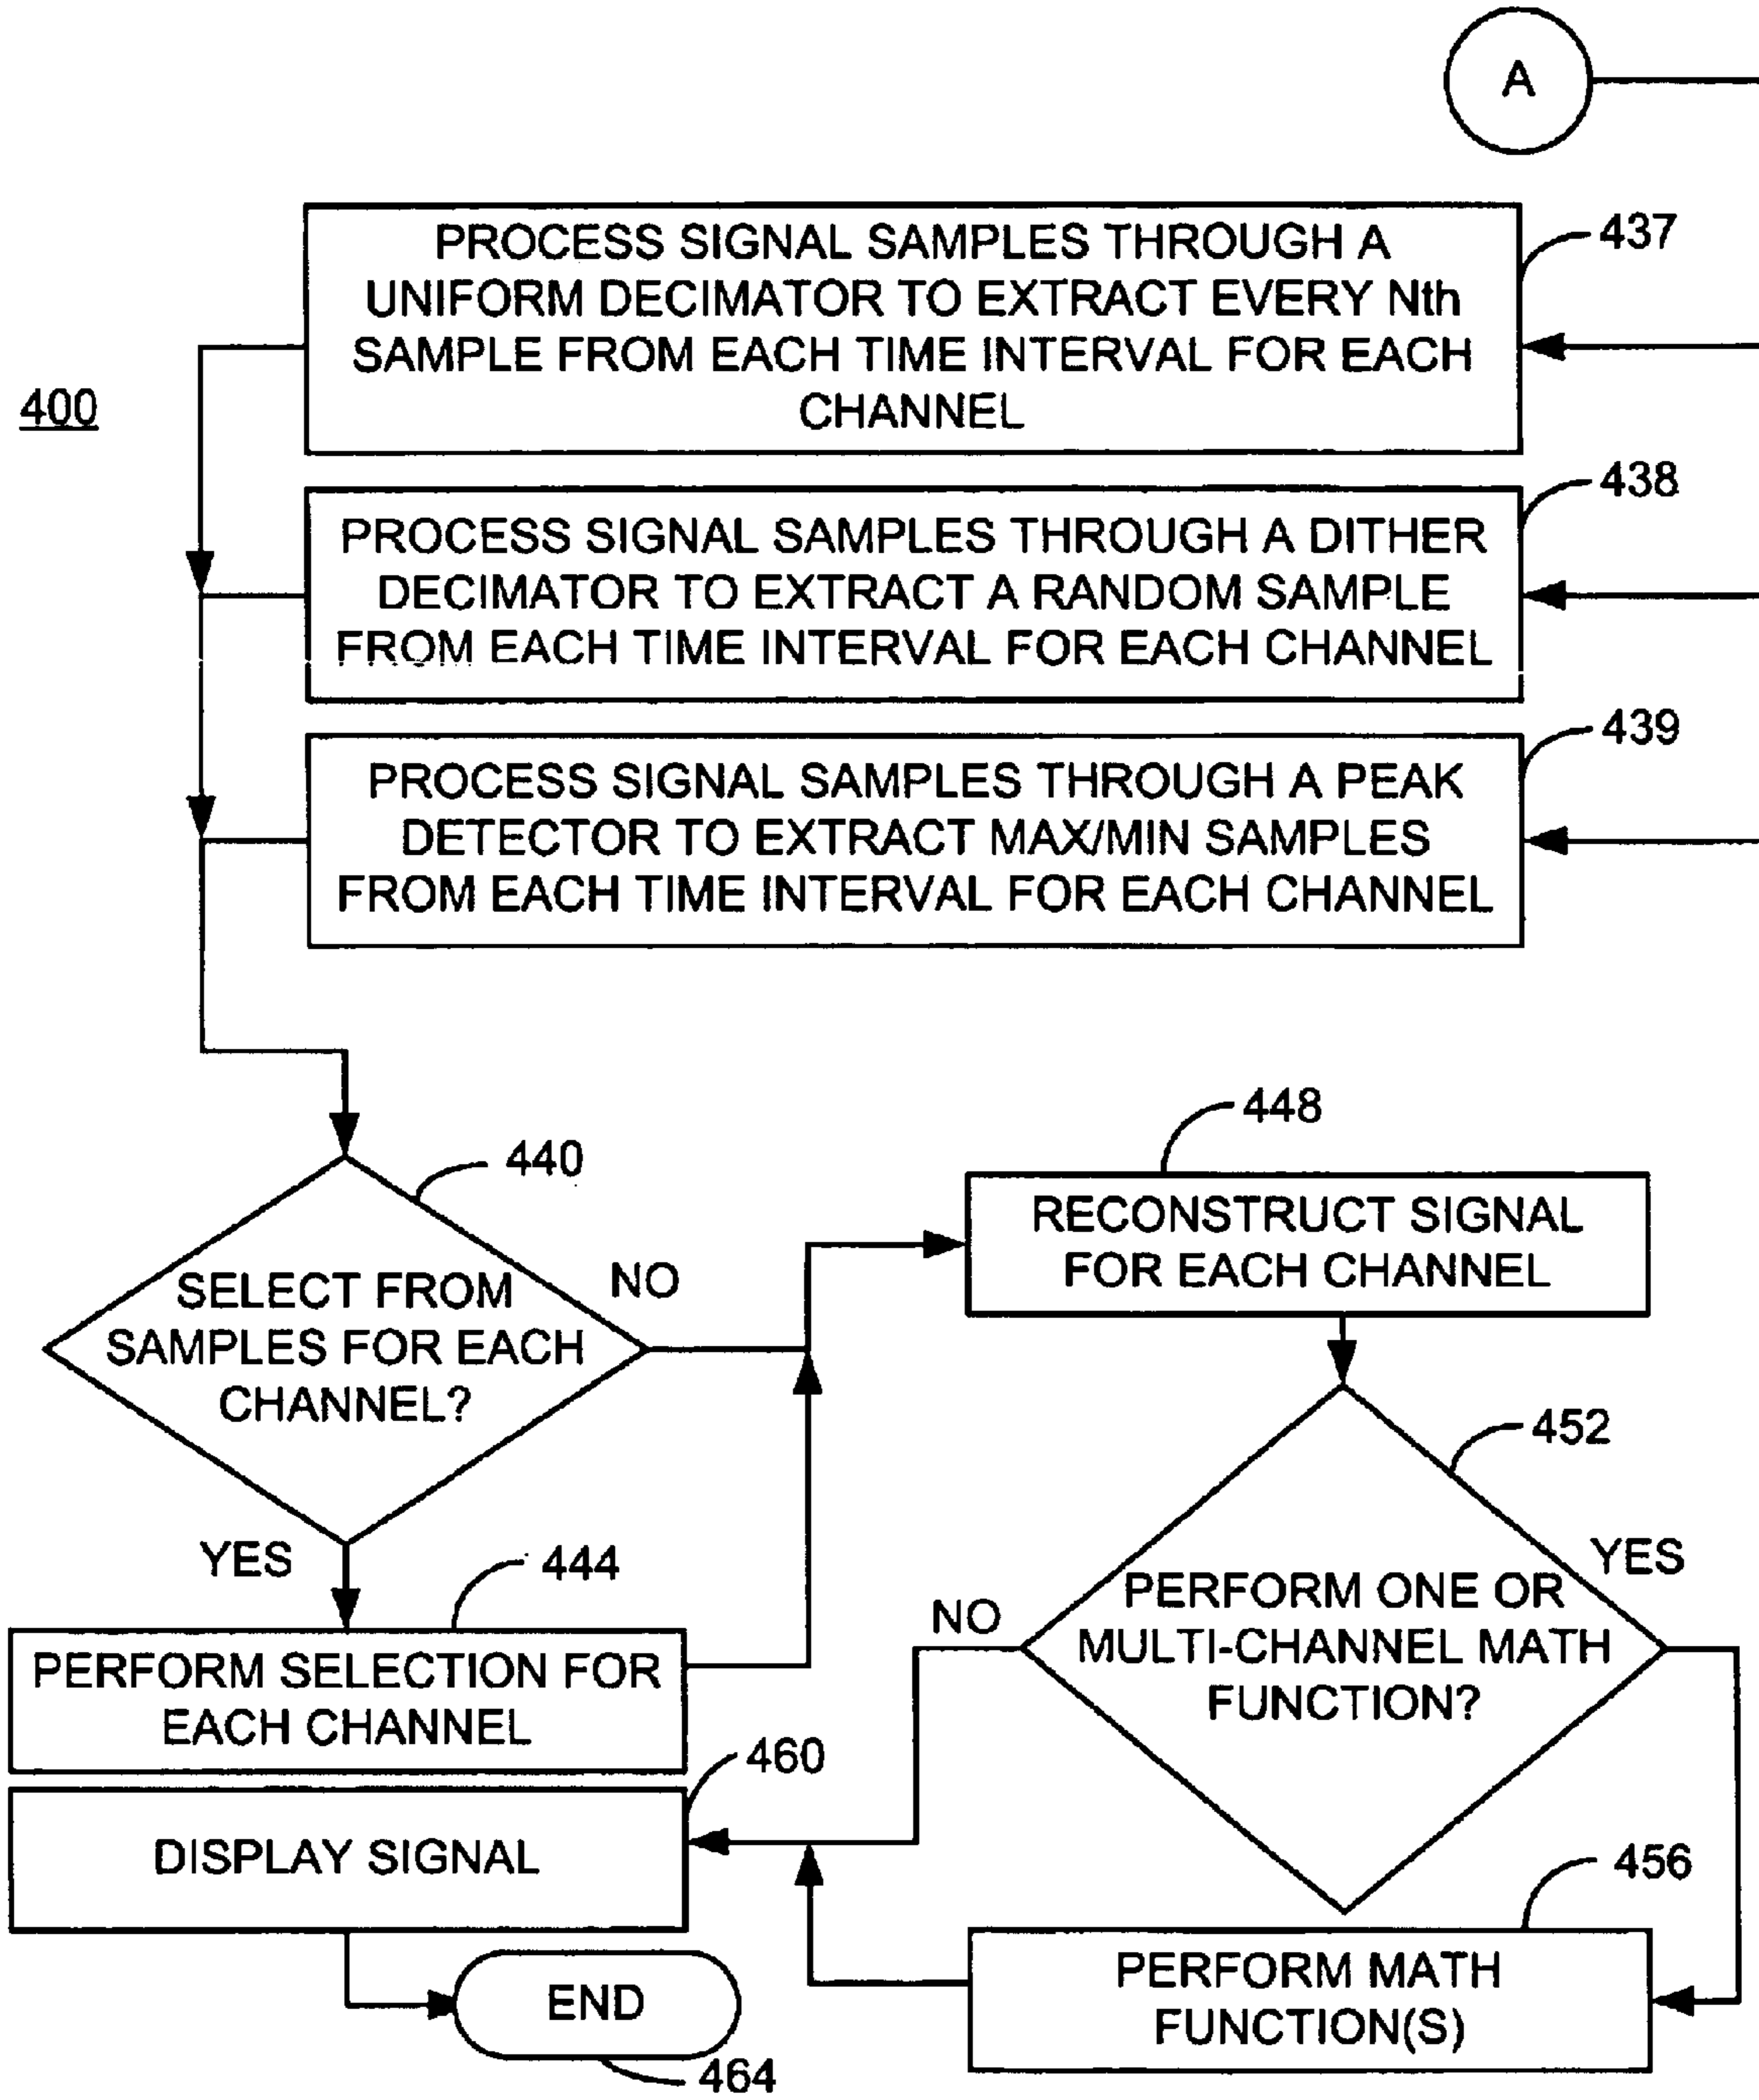 A
PROCESS SIGNAL SAMPLES THROUGH A
UNIFORM DECIMATOR TO EXTRACT EVERY Nth
SAMPLE FROM EACH TIME INTERVAL FOR EACH
CHANNEL
437
400
438
PROCESS SIGNAL SAMPLES THROUGH A DITHER
DECIMATOR TO EXTRACT A RANDOM SAMPLE
FROM EACH TIME INTERVAL FOR EACH CHANNEL
439
PROCESS SIGNAL SAMPLES THROUGH A PEAK
DETECTOR TO EXTRACT MAX/MIN SAMPLES
FROM EACH TIME INTERVAL FOR EACH CHANNEL
440
SELECT FROM
SAMPLES FOR EACH
CHANNEL?
NO
YES
444
PERFORM SELECTION FOR
EACH CHANNEL
448
RECONSTRUCT SIGNAL
FOR EACH CHANNEL
452
PERFORM ONE OR
MULTI-CHANNEL MATH
FUNCTION?
YES
NO
456
PERFORM MATH
FUNCTION(S)
460
DISPLAY SIGNAL
END
464